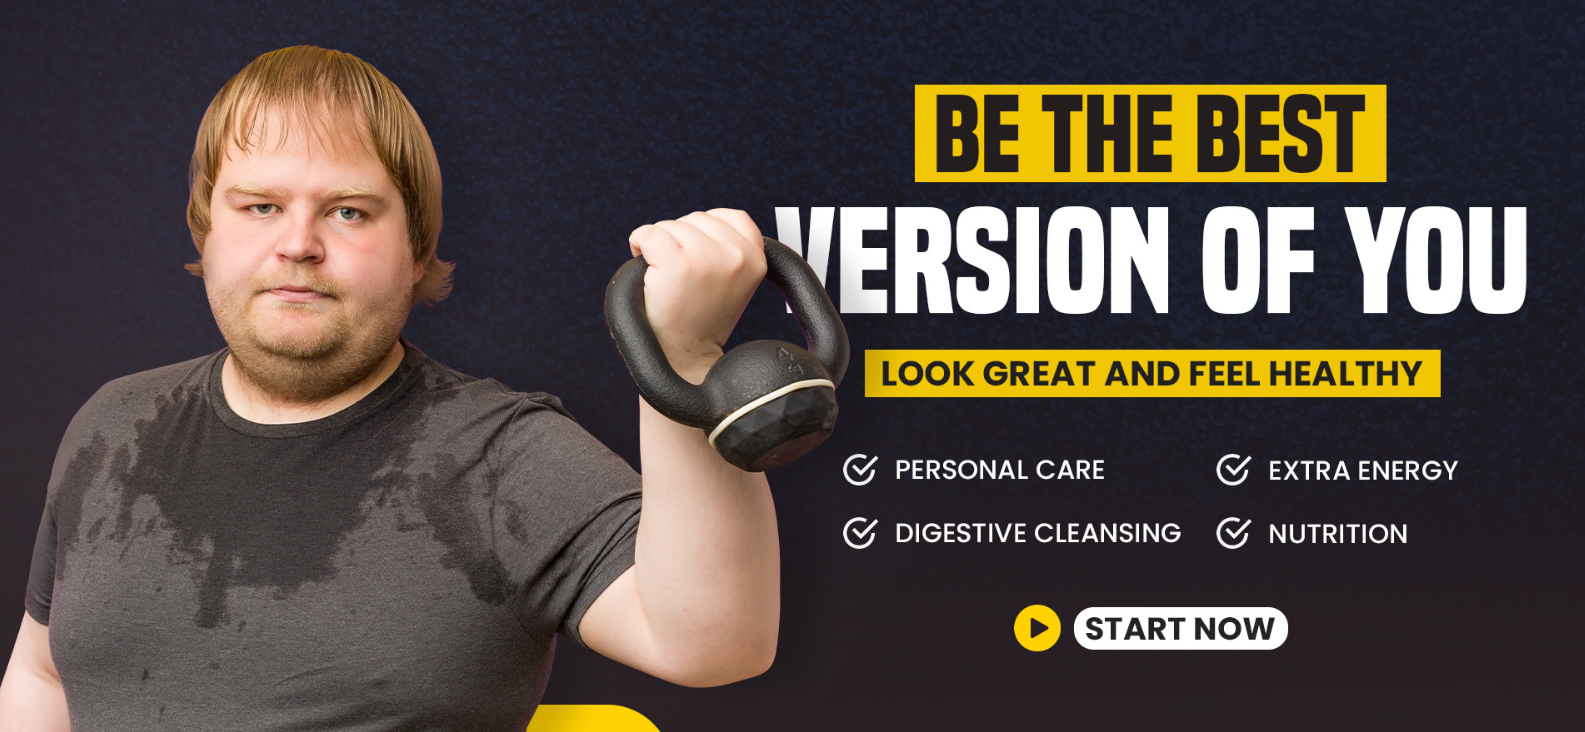 BE THE BEST
VERSION OF YOU
LOOK GREAT AND FEEL HEALTHY
PERSONAL CARE
EXTRA ENERGY
DIGESTIVE CLEANSING
NUTRITION
START NOW